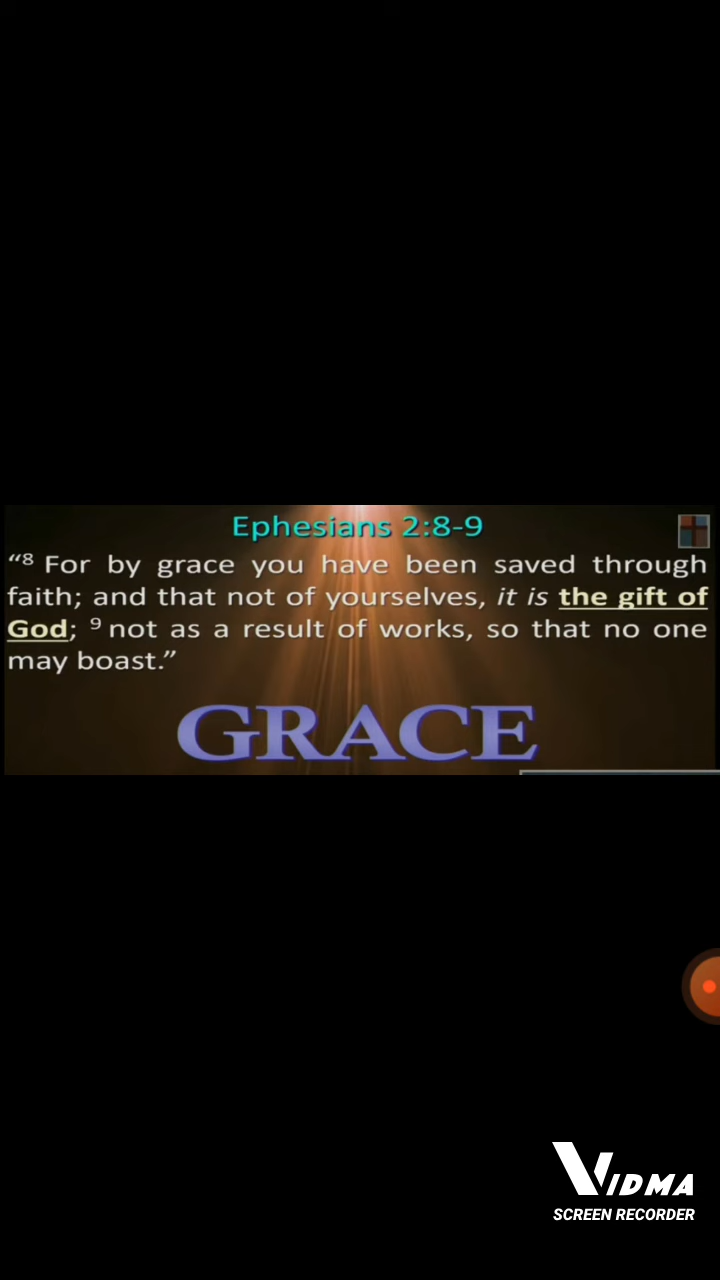 Ephesians 2:8-9
“⁸ For by grace you have been saved through
faith; and that not of yourselves, it is the gift of
God; ⁹ not as a result of works, so that no one
may boast.”
GRACE
VIDMA
SCREEN RECORDER